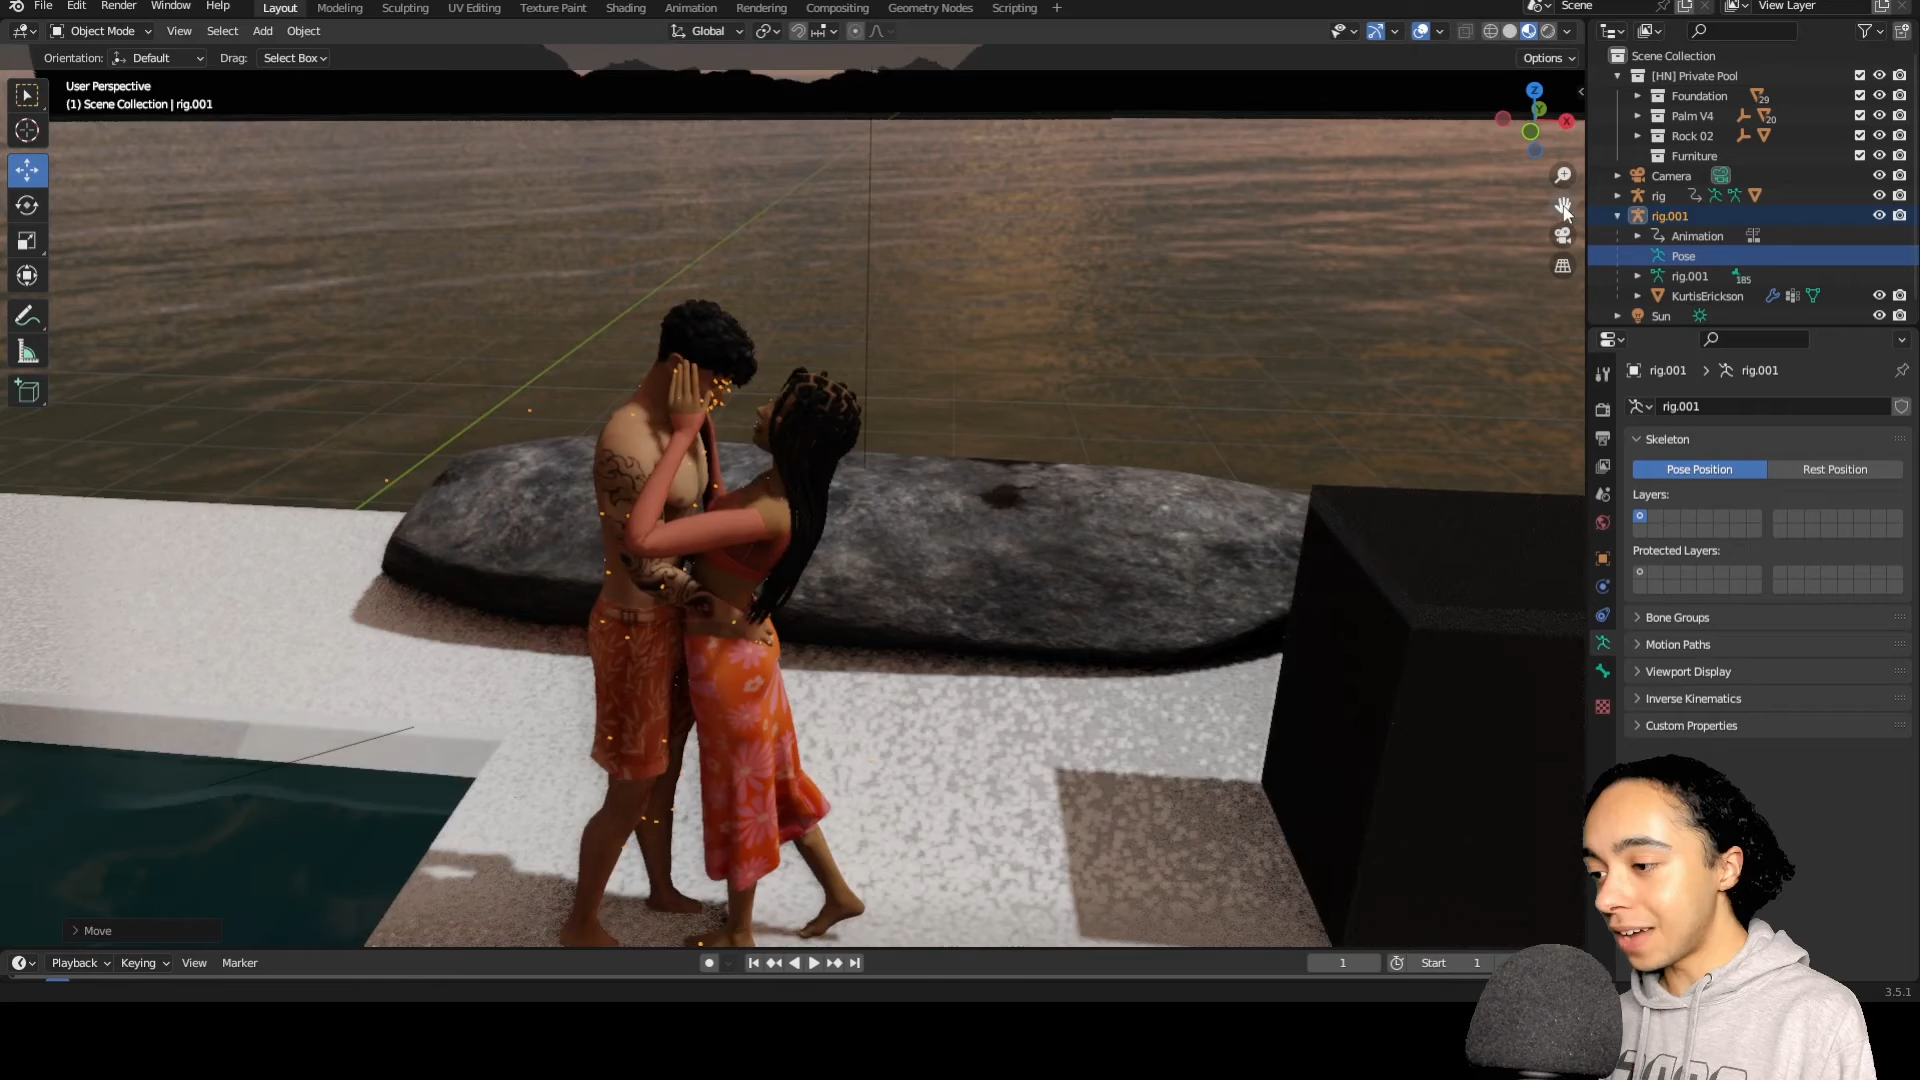 File Edit Render Window Help Layout Modeling Sculpting UV Editing Texture Paint Shading Animation Rendering Compositing Geometry Nodes Scripting + Scene View Layer
Object Mode View Select Add Object Global
Orientation: Default Drag: Select Box Options
User Perspective
(1) Scene Collection | rig.001
Z
Y
X
Move
Scene Collection
[HN] Private Pool
Foundation 29
Palm V4 20
Rock 02
Furniture
Camera
rig
rig.001
Animation
Pose
rig.001 185
KurtisErickson
Sun
rig.001 > rig.001
rig.001
Skeleton
Pose Position Rest Position
Layers:
Protected Layers:
Bone Groups
Motion Paths
Viewport Display
Inverse Kinematics
Custom Properties
Playback Keying View Marker 1 Start 1
3.5.1